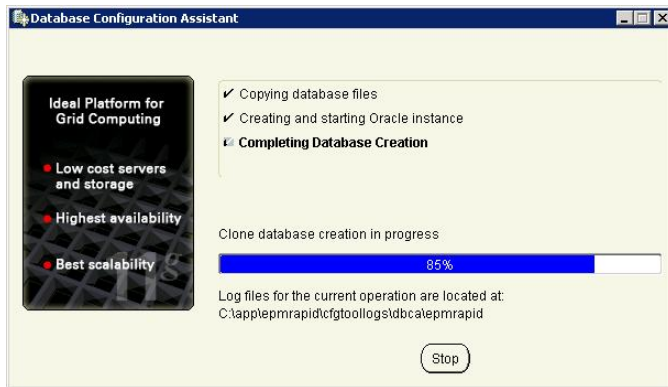 Database Configuration Assistant
Ideal Platform for
Grid Computing
Low cost servers
and storage
Highest availability
Best scalability
11g
Copying database files
Creating and starting Oracle instance
Completing Database Creation
Clone database creation in progress
85%
Log files for the current operation are located at:
C:\app\epmrapid\cfgtoollogs\dbca\epmrapid
Stop